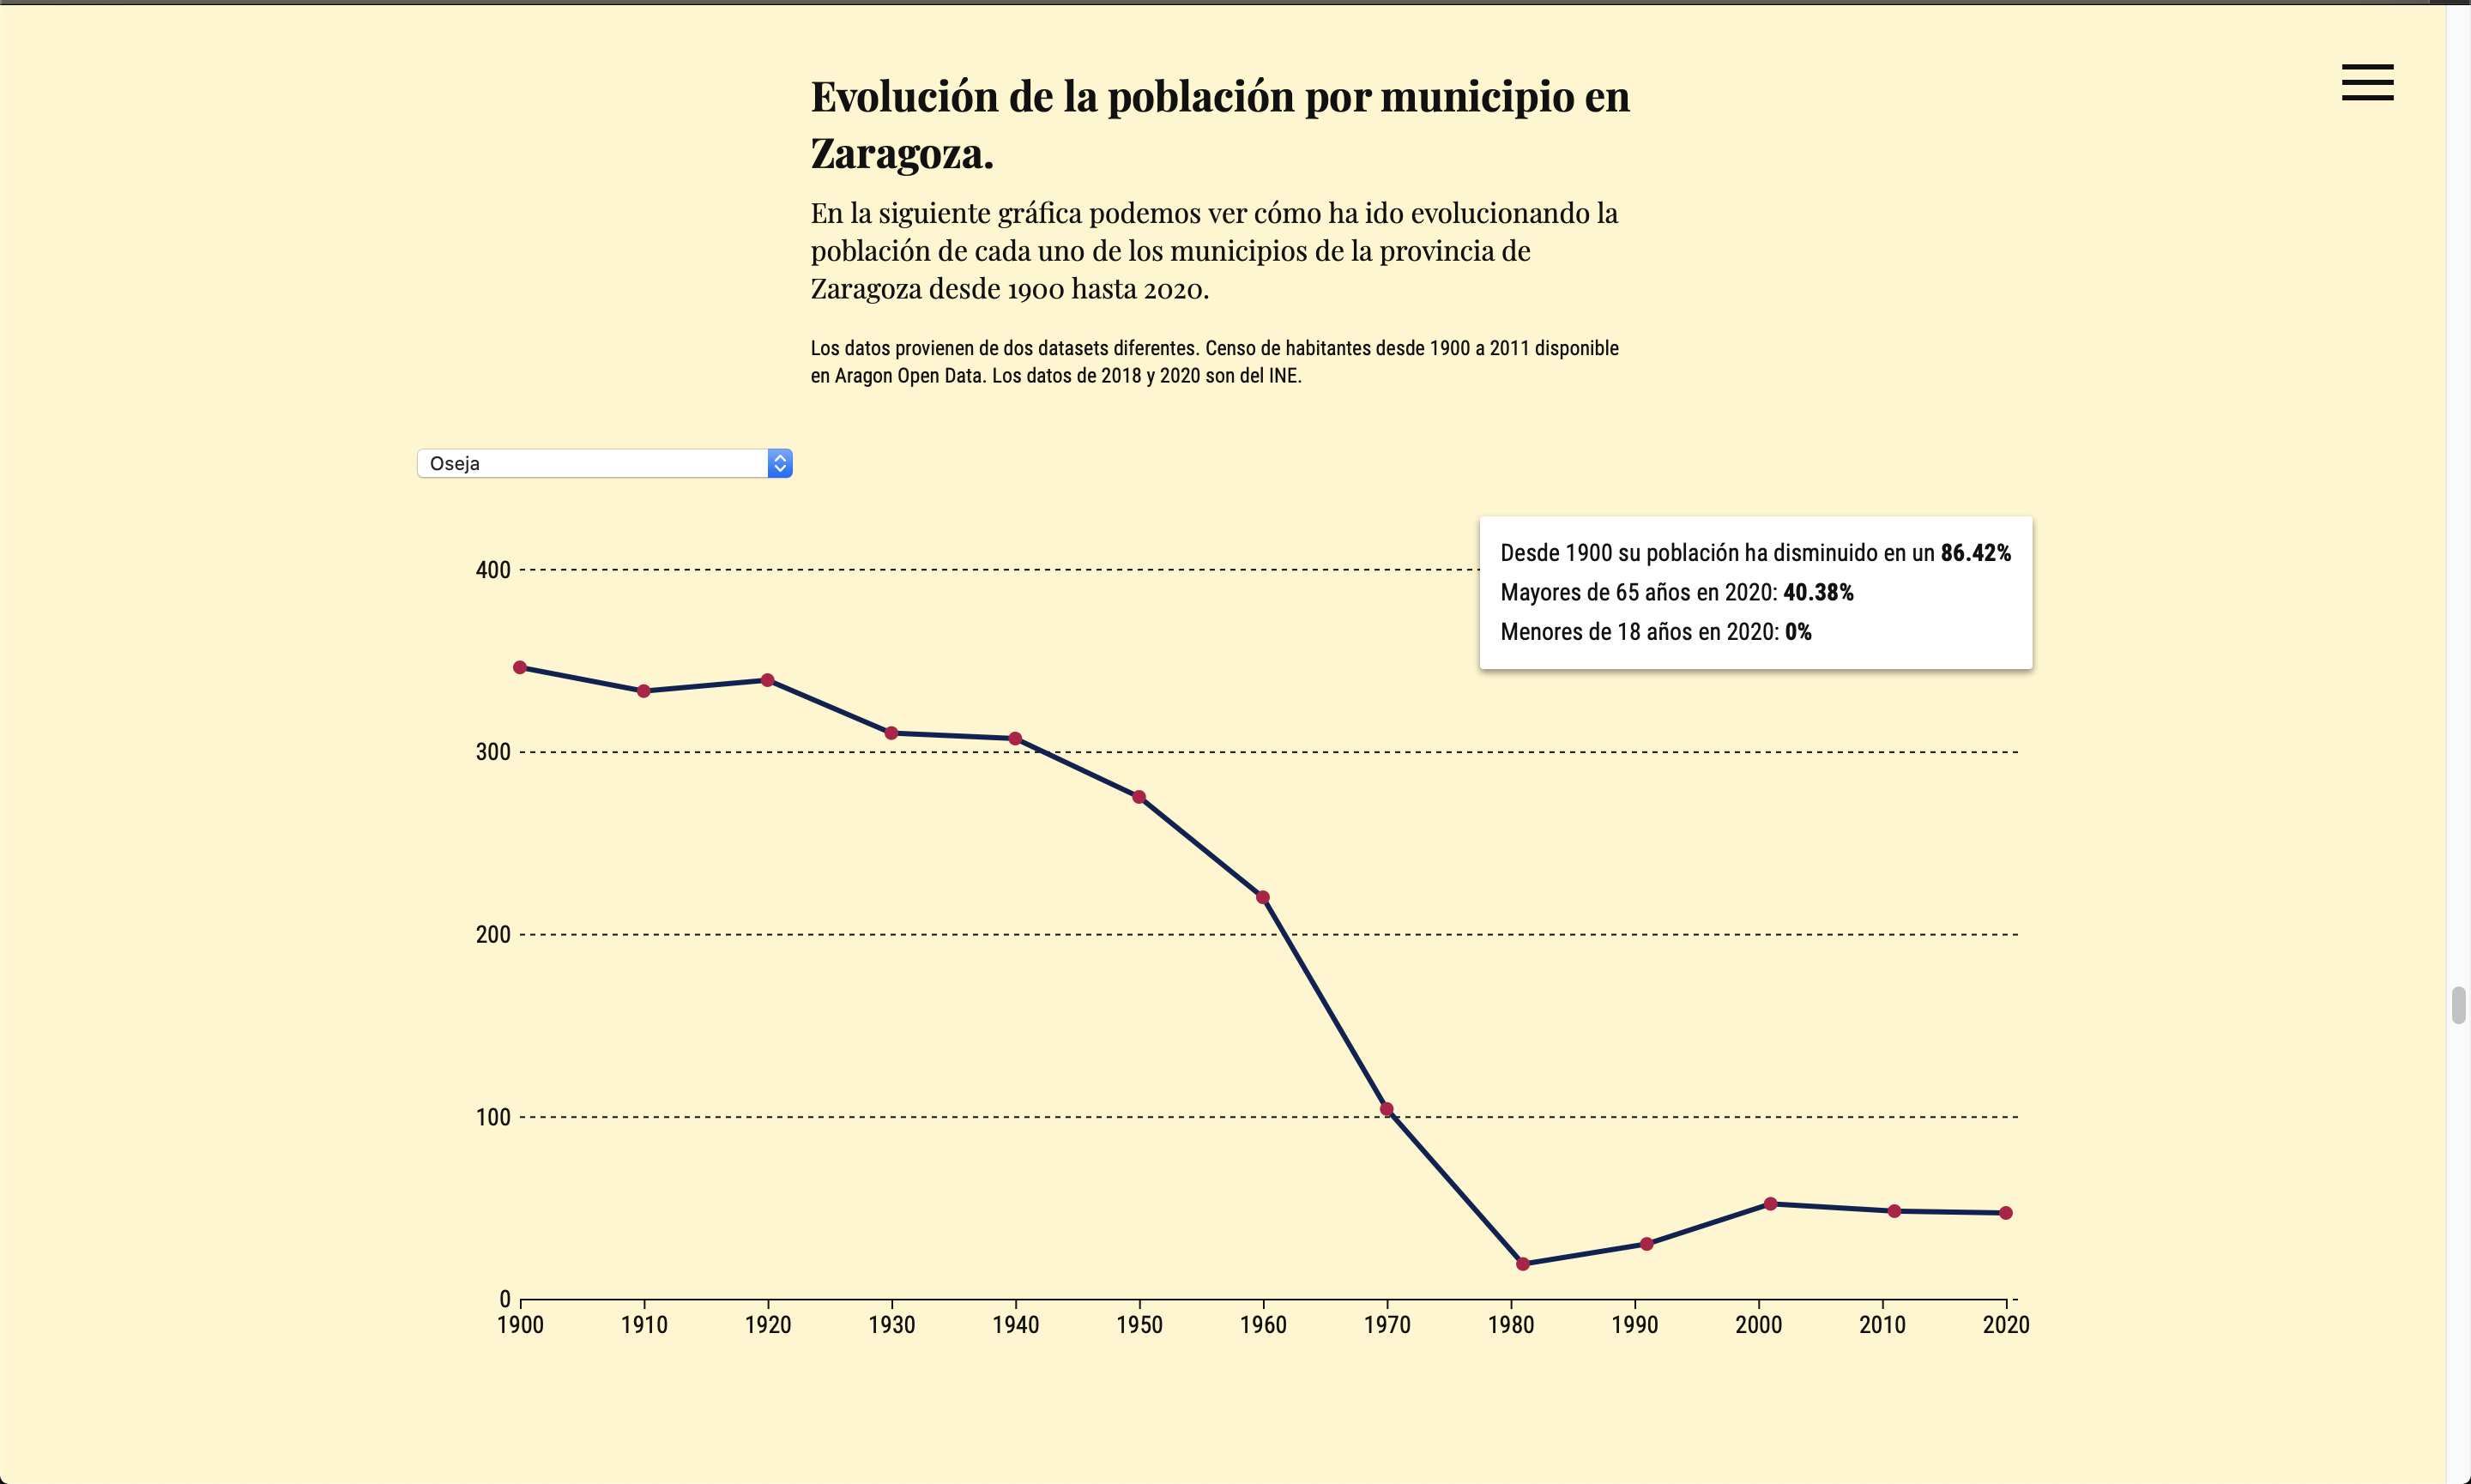 Evolución de la población por municipio en
Zaragoza.
En la siguiente gráfica podemos ver cómo ha ido evolucionando la
población de cada uno de los municipios de la provincia de
Zaragoza desde 1900 hasta 2020.
Los datos provienen de dos datasets diferentes. Censo de habitantes desde 1900 a 2011 disponible
en Aragon Open Data. Los datos de 2018 y 2020 son del INE.
Oseja
Desde 1900 su población ha disminuido en un 86.42%
Mayores de 65 años en 2020: 40.38%
Menores de 18 años en 2020: 0%
400
300
200
100
0
1900 1910 1920 1930 1940 1950 1960 1970 1980 1990 2000 2010 2020